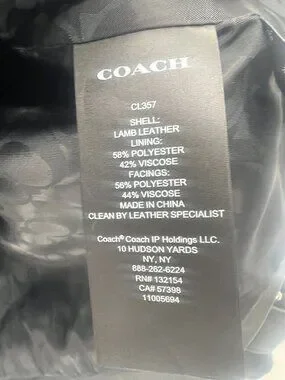 COACH
CL357
SHELL:
LAMB LEATHER
LINING:
58% POLYESTER
42% VISCOSE
FACINGS:
56% POLYESTER
44% VISCOSE
MADE IN CHINA
CLEAN BY LEATHER SPECIALIST
Coach® Coach IP Holdings LLC.
10 HUDSON YARDS
NY, NY
888-262-6224
RN# 132154
CA# 57398
11005694